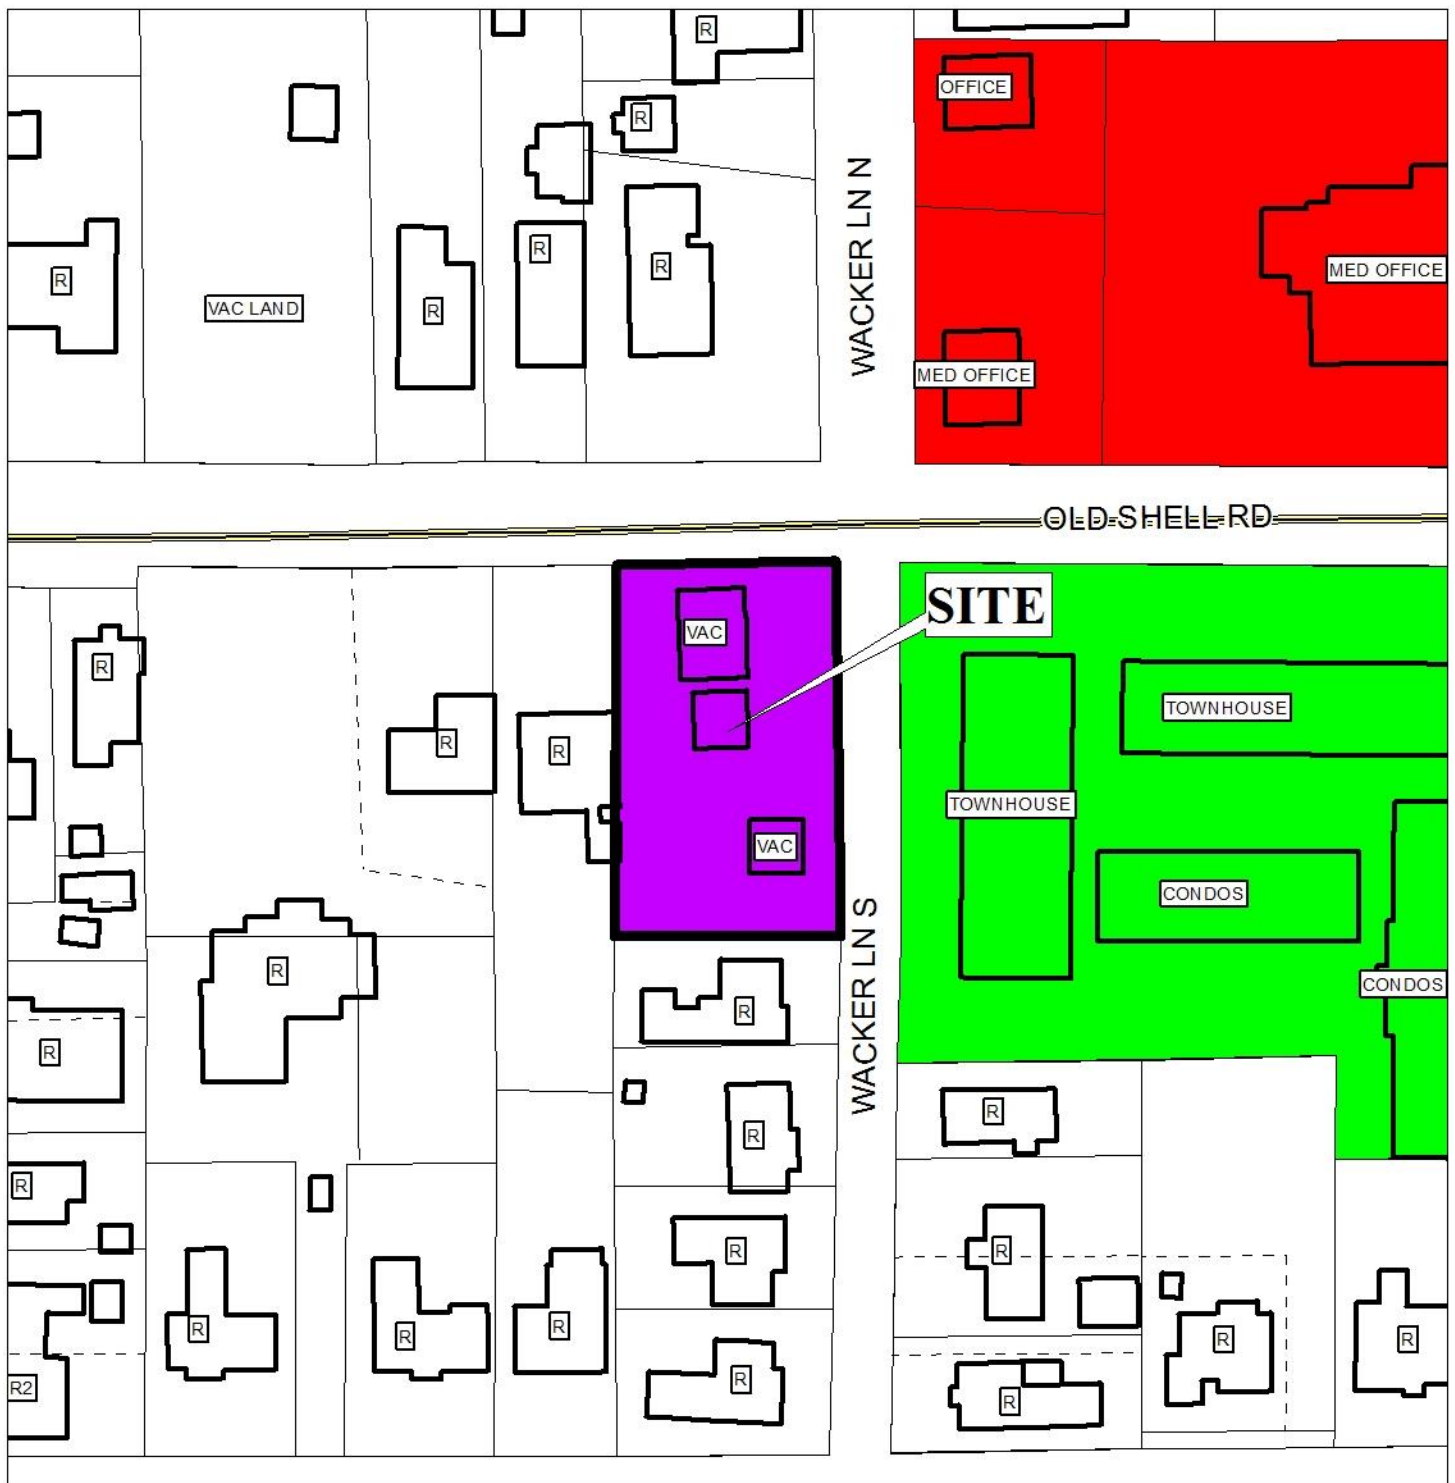 R
OFFICE
R
WACKER LN N
R
R
MED OFFICE
R
VAC LAND
R
MED OFFICE
OLD SHELL RD
SITE
VAC
R
TOWNHOUSE
R
R
TOWNHOUSE
VAC
CONDOS
WACKER LN S
R
CONDOS
R
R
R
R
R
R
R
R
R
R
R
R
R
R
R2
R
R